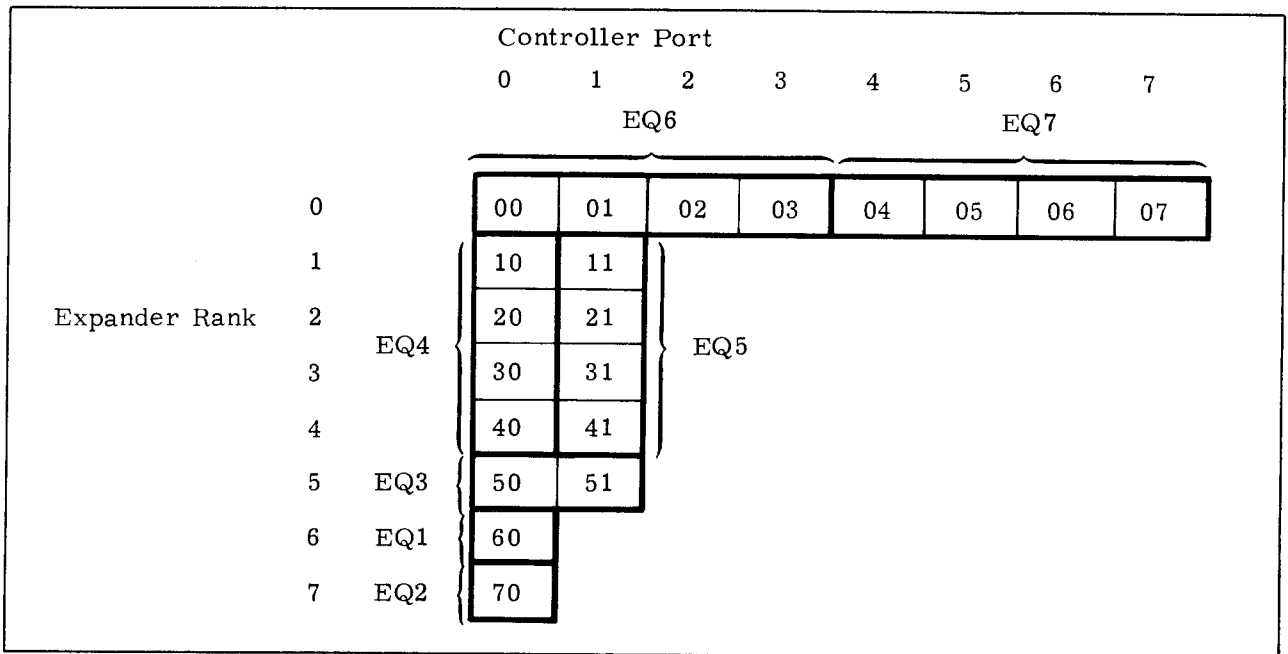 Controller Port
0 1 2 3 4 5 6 7
EQ6 EQ7
0 00 01 02 03 04 05 06 07
1 10 11
Expander Rank 2 20 21
EQ4 EQ5
3 30 31
4 40 41
5 EQ3 50 51
6 EQ1 60
7 EQ2 70